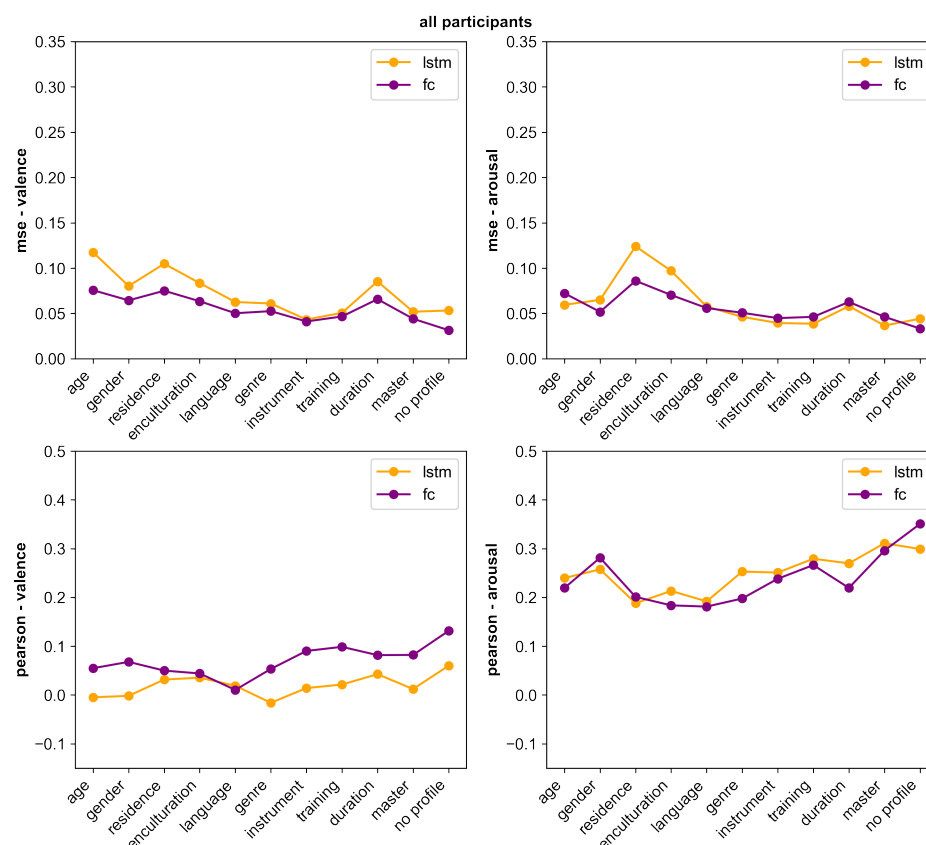 all participants
mse - valence
0.35
0.30
0.25
0.20
0.15
0.10
0.05
0.00
lstm
fc
age
gender
residence
enculturation
language
genre
instrument
training
duration
master
no profile
mse - arousal
0.35
0.30
0.25
0.20
0.15
0.10
0.05
0.00
lstm
fc
age
gender
residence
enculturation
language
genre
instrument
training
duration
master
no profile
pearson - valence
0.5
0.4
0.3
0.2
0.1
0.0
−0.1
lstm
fc
age
gender
residence
enculturation
language
genre
instrument
training
duration
master
no profile
pearson - arousal
0.5
0.4
0.3
0.2
0.1
0.0
−0.1
lstm
fc
age
gender
residence
enculturation
language
genre
instrument
training
duration
master
no profile